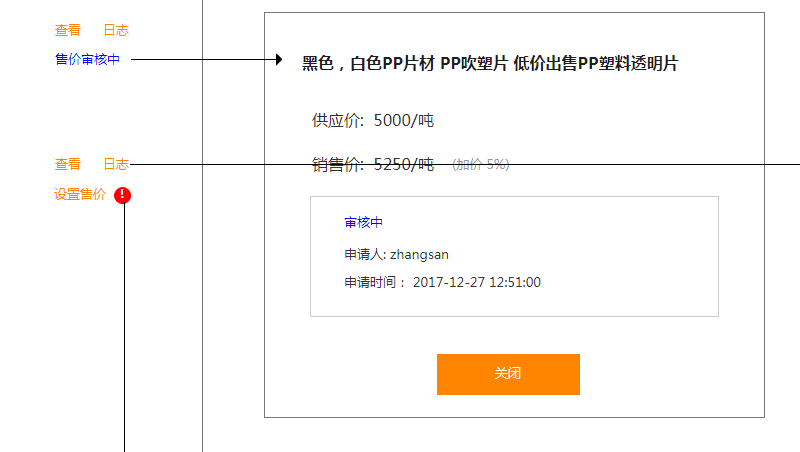 查看 日志
售价审核中
查看 日志
设置售价 !
黑色，白色PP片材 PP吹塑片 低价出售PP塑料透明片
供应价: 5000/吨
销售价: 5250/吨 (加价 5%)
审核中
申请人: zhangsan
申请时间： 2017-12-27 12:51:00
关闭